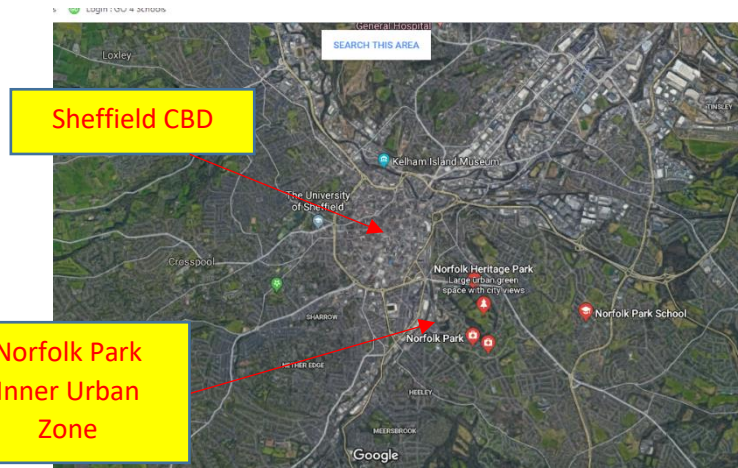 Login : GO 4 Schools
General Hospital
SEARCH THIS AREA
Loxley
TINSLEY
Sheffield CBD
Kelham Island Museum
The University
of Sheffield
Crosspool
Norfolk Heritage Park
Large urban green
space with city views
Norfolk Park School
SHARROW
Norfolk Park
Norfolk Park
Inner Urban
Zone
NETHER EDGE
HEELEY
MEERSBROOK
Google